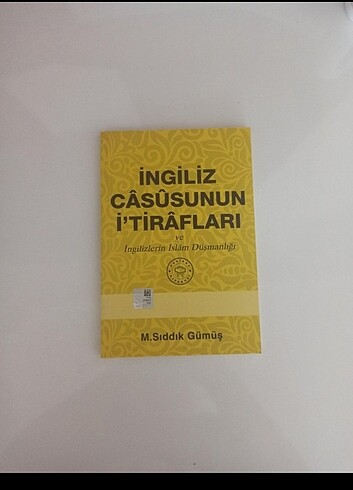 İNGİLİZ
CÂSÛSUNUN
İ'TİRÂFLARI
ve
İngilizlerin İslâm Düşmanlığı
M.Sıddık Gümüş